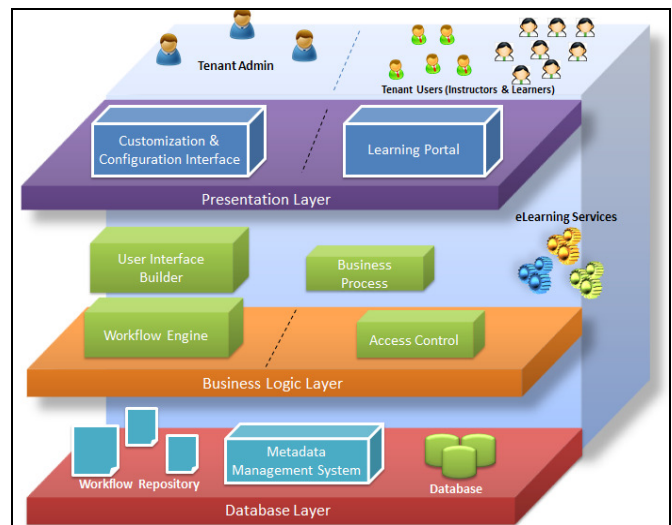 Tenant Admin
Tenant Users (Instructors & Learners)
Customization &
Configuration Interface
Learning Portal
Presentation Layer
eLearning Services
User Interface
Builder
Business
Process
Workflow Engine
Access Control
Business Logic Layer
Metadata
Management System
Workflow Repository
Database
Database Layer